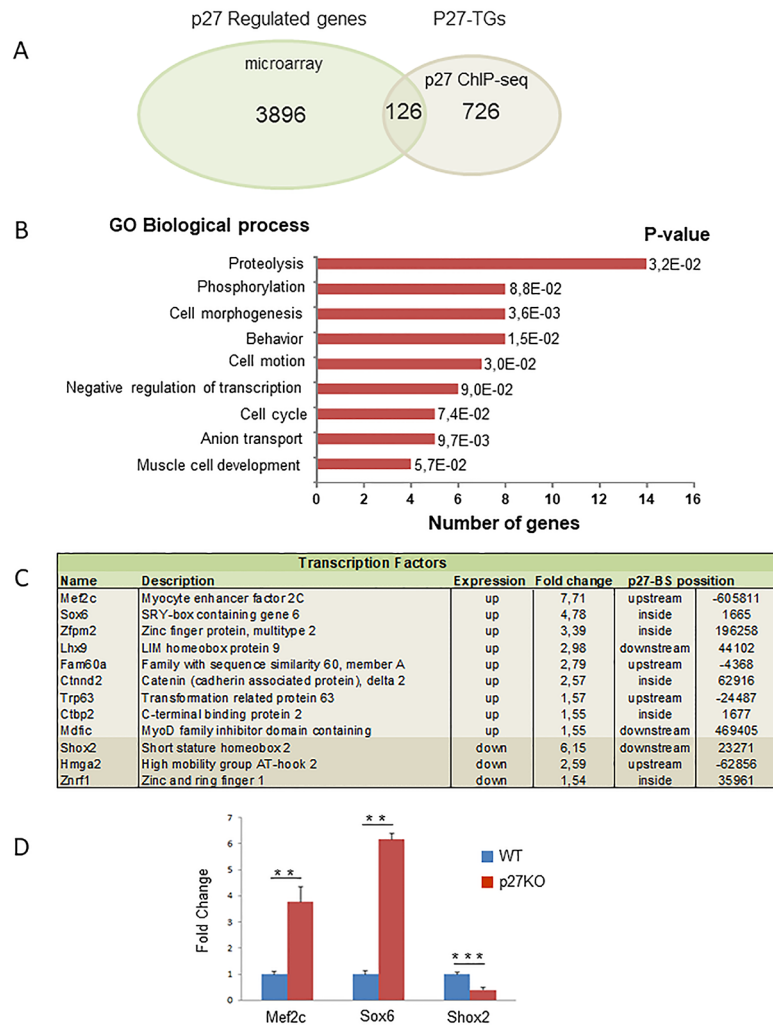 p27 Regulated genes P27-TGs
A
microarray
p27 ChIP-seq
3896 126 726
B
GO Biological process
P-value
Proteolysis 3,2E-02
Phosphorylation 8,8E-02
Cell morphogenesis 3,6E-03
Behavior 1,5E-02
Cell motion 3,0E-02
Negative regulation of transcription 9,0E-02
Cell cycle 7,4E-02
Anion transport 9,7E-03
Muscle cell development 5,7E-02
0 2 4 6 8 10 12 14 16
Number of genes
C
Transcription Factors
Name Description Expression Fold change p27-BS possition
Mef2c Myocyte enhancer factor 2C up 7,71 upstream -605811
Sox6 SRY-box containing gene 6 up 4,78 inside 1665
Zfpm2 Zinc finger protein, multitype 2 up 3,39 inside 196258
Lhx9 LIM homeobox protein 9 up 2,98 downstream 44102
Fam60a Family with sequence similarity 60, member A up 2,79 upstream -4368
Ctnnd2 Catenin (cadherin associated protein), delta 2 up 2,57 inside 62916
Trp63 Transformation related protein 63 up 1,57 upstream -24487
Ctbp2 C-terminal binding protein 2 up 1,55 inside 1677
Mdfic MyoD family inhibitor domain containing up 1,55 downstream 469405
Shox2 Short stature homeobox 2 down 6,15 downstream 23271
Hmga2 High mobility group AT-hook 2 down 2,59 upstream -62856
Znrf1 Zinc and ring finger 1 down 1,54 inside 35961
D
Fold Change
7
6
5
4
3
2
1
0
**
**
***
WT
p27KO
Mef2c Sox6 Shox2